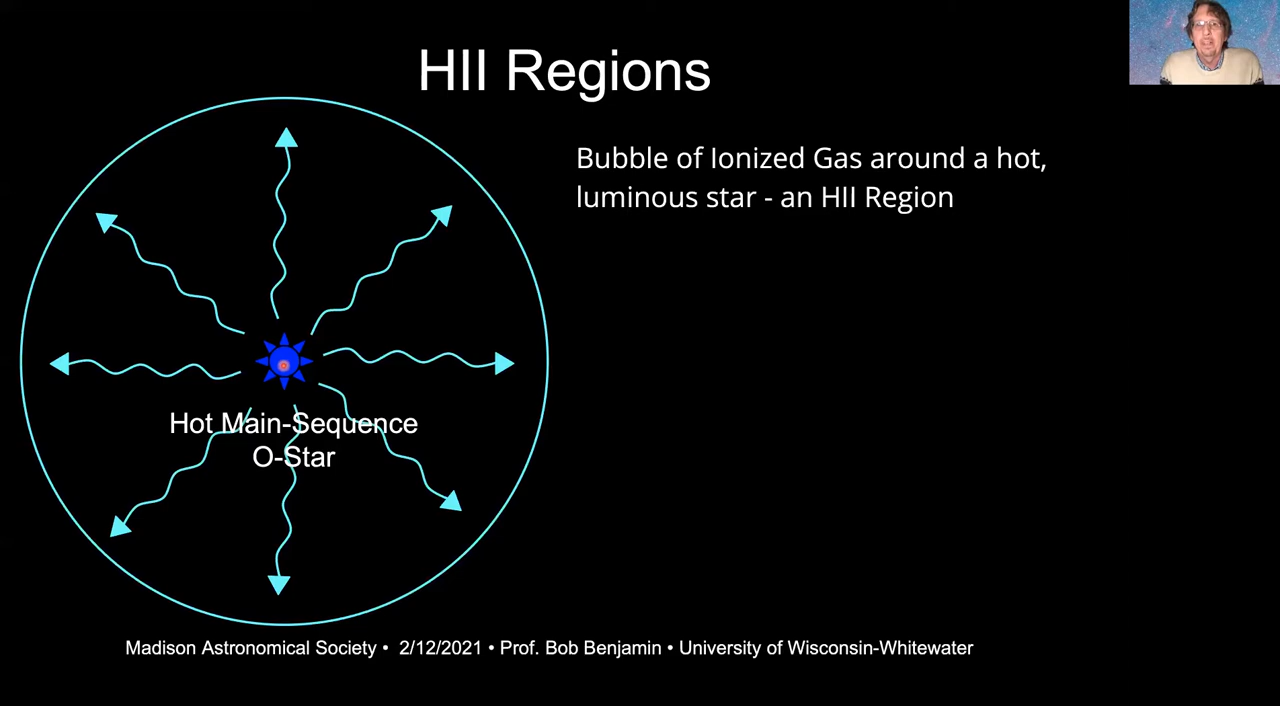 HII Regions
Bubble of Ionized Gas around a hot,
luminous star - an HII Region
Hot Main-Sequence
O-Star
Madison Astronomical Society • 2/12/2021 • Prof. Bob Benjamin • University of Wisconsin-Whitewater